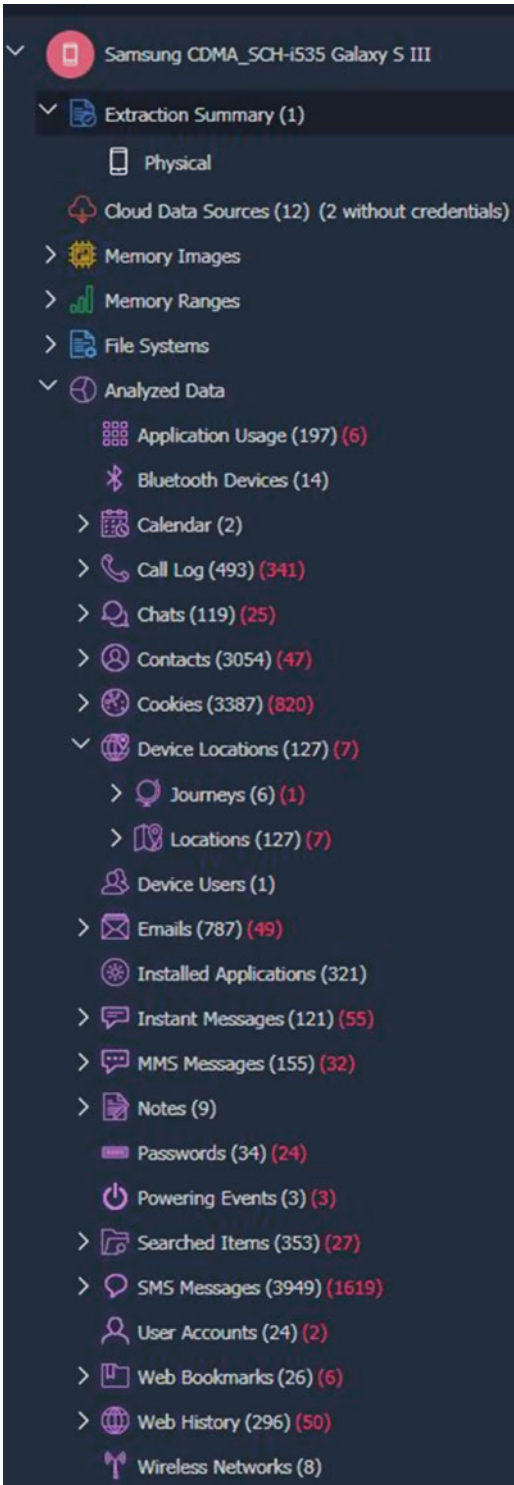 Samsung CDMA_SCH-i535 Galaxy S III
Extraction Summary (1)
Physical
Cloud Data Sources (12) (2 without credentials)
Memory Images
Memory Ranges
File Systems
Analyzed Data
Application Usage (197) (6)
Bluetooth Devices (14)
Calendar (2)
Call Log (493) (341)
Chats (119) (25)
Contacts (3054) (47)
Cookies (3387) (820)
Device Locations (127) (7)
Journeys (6) (1)
Locations (127) (7)
Device Users (1)
Emails (787) (49)
Installed Applications (321)
Instant Messages (121) (55)
MMS Messages (155) (32)
Notes (9)
Passwords (34) (24)
Powering Events (3) (3)
Searched Items (353) (27)
SMS Messages (3949) (1619)
User Accounts (24) (2)
Web Bookmarks (26) (6)
Web History (296) (50)
Wireless Networks (8)